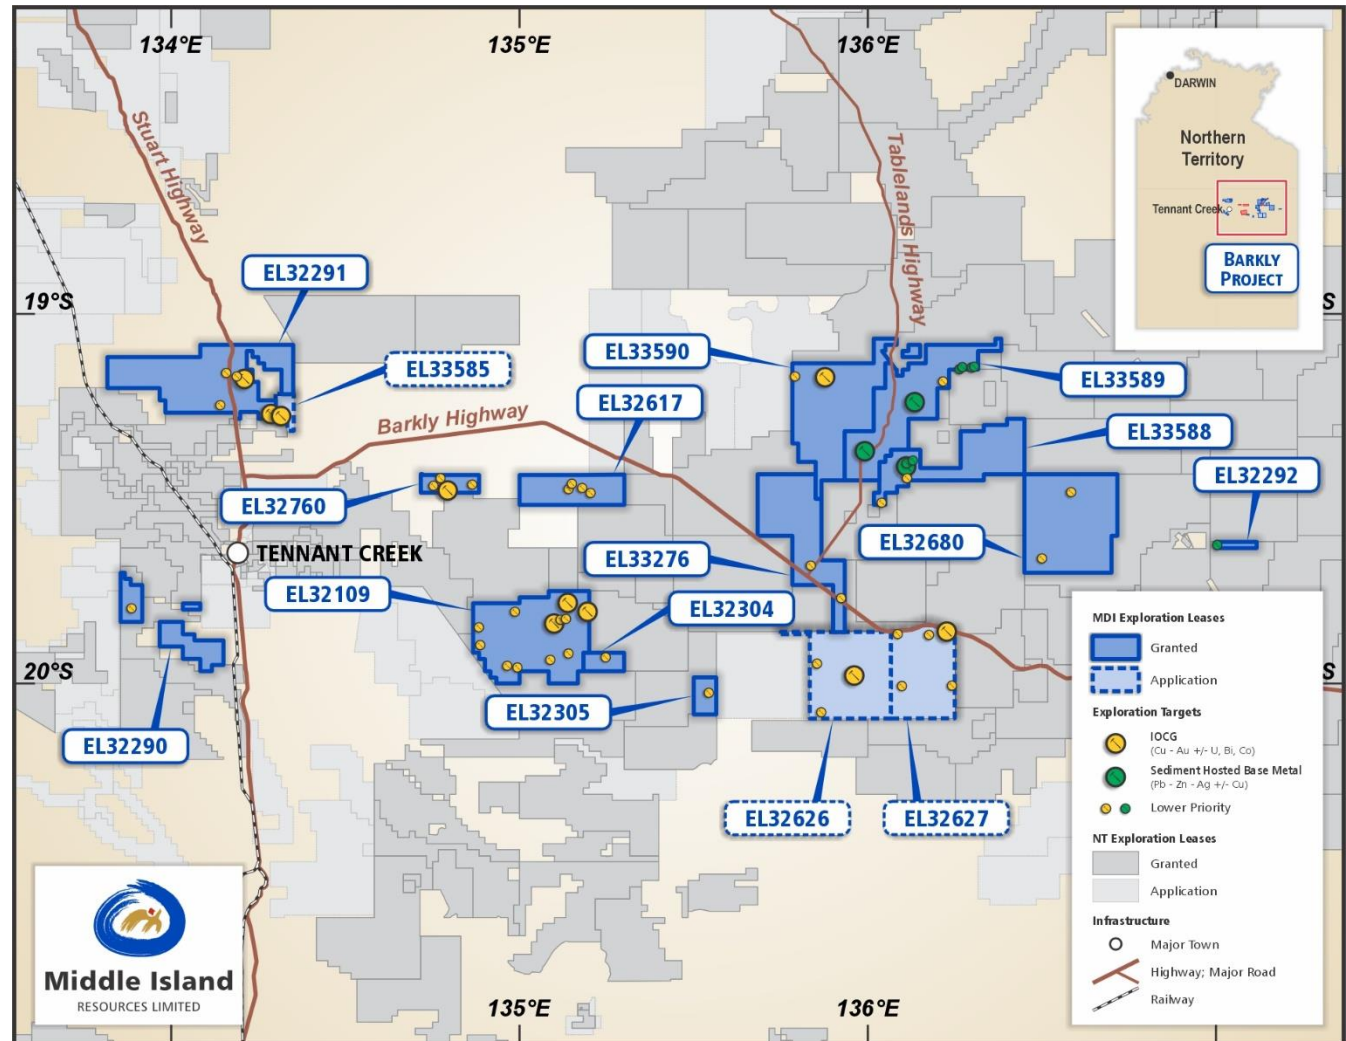 134°E
135°E
136°E
DARWIN
Northern
Territory
Tennant Creek
BARKLY
PROJECT
Stuart Highway
Tablelands Highway
EL32291
19°S
S
EL33590
EL33585
EL33589
EL32617
Barkly Highway
EL33588
EL32292
EL32760
TENNANT CREEK
EL33276
EL32680
EL32109
EL32304
20°S
S
EL32305
EL32290
EL32626
EL32627
MDI Exploration Leases
Granted
Application
Exploration Targets
IOCG
(Cu - Au +/- U, Bi, Co)
Sediment Hosted Base Metal
(Pb - Zn - Ag +/- Cu)
Lower Priority
NT Exploration Leases
Granted
Application
Infrastructure
Major Town
Highway; Major Road
Railway
Middle Island
RESOURCES LIMITED
135°E
136°E